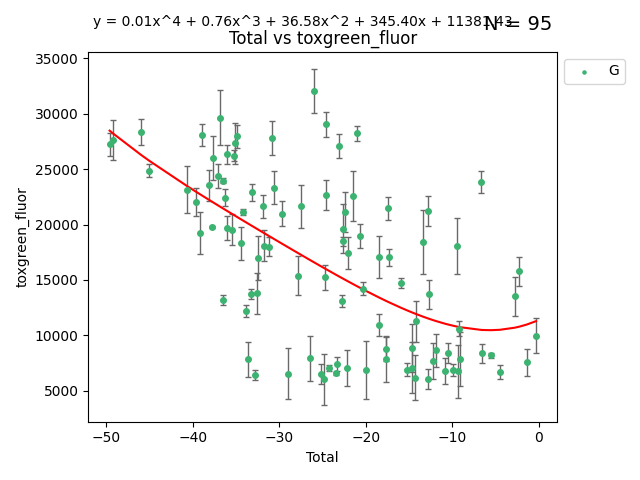 y = 0.01x^4 + 0.76x^3 + 36.58x^2 + 345.40x + 11381.43
N = 95
Total vs toxgreen_fluor
G
35000
30000
25000
20000
15000
10000
5000
toxgreen_fluor
−50 −40 −30 −20 −10 0
Total